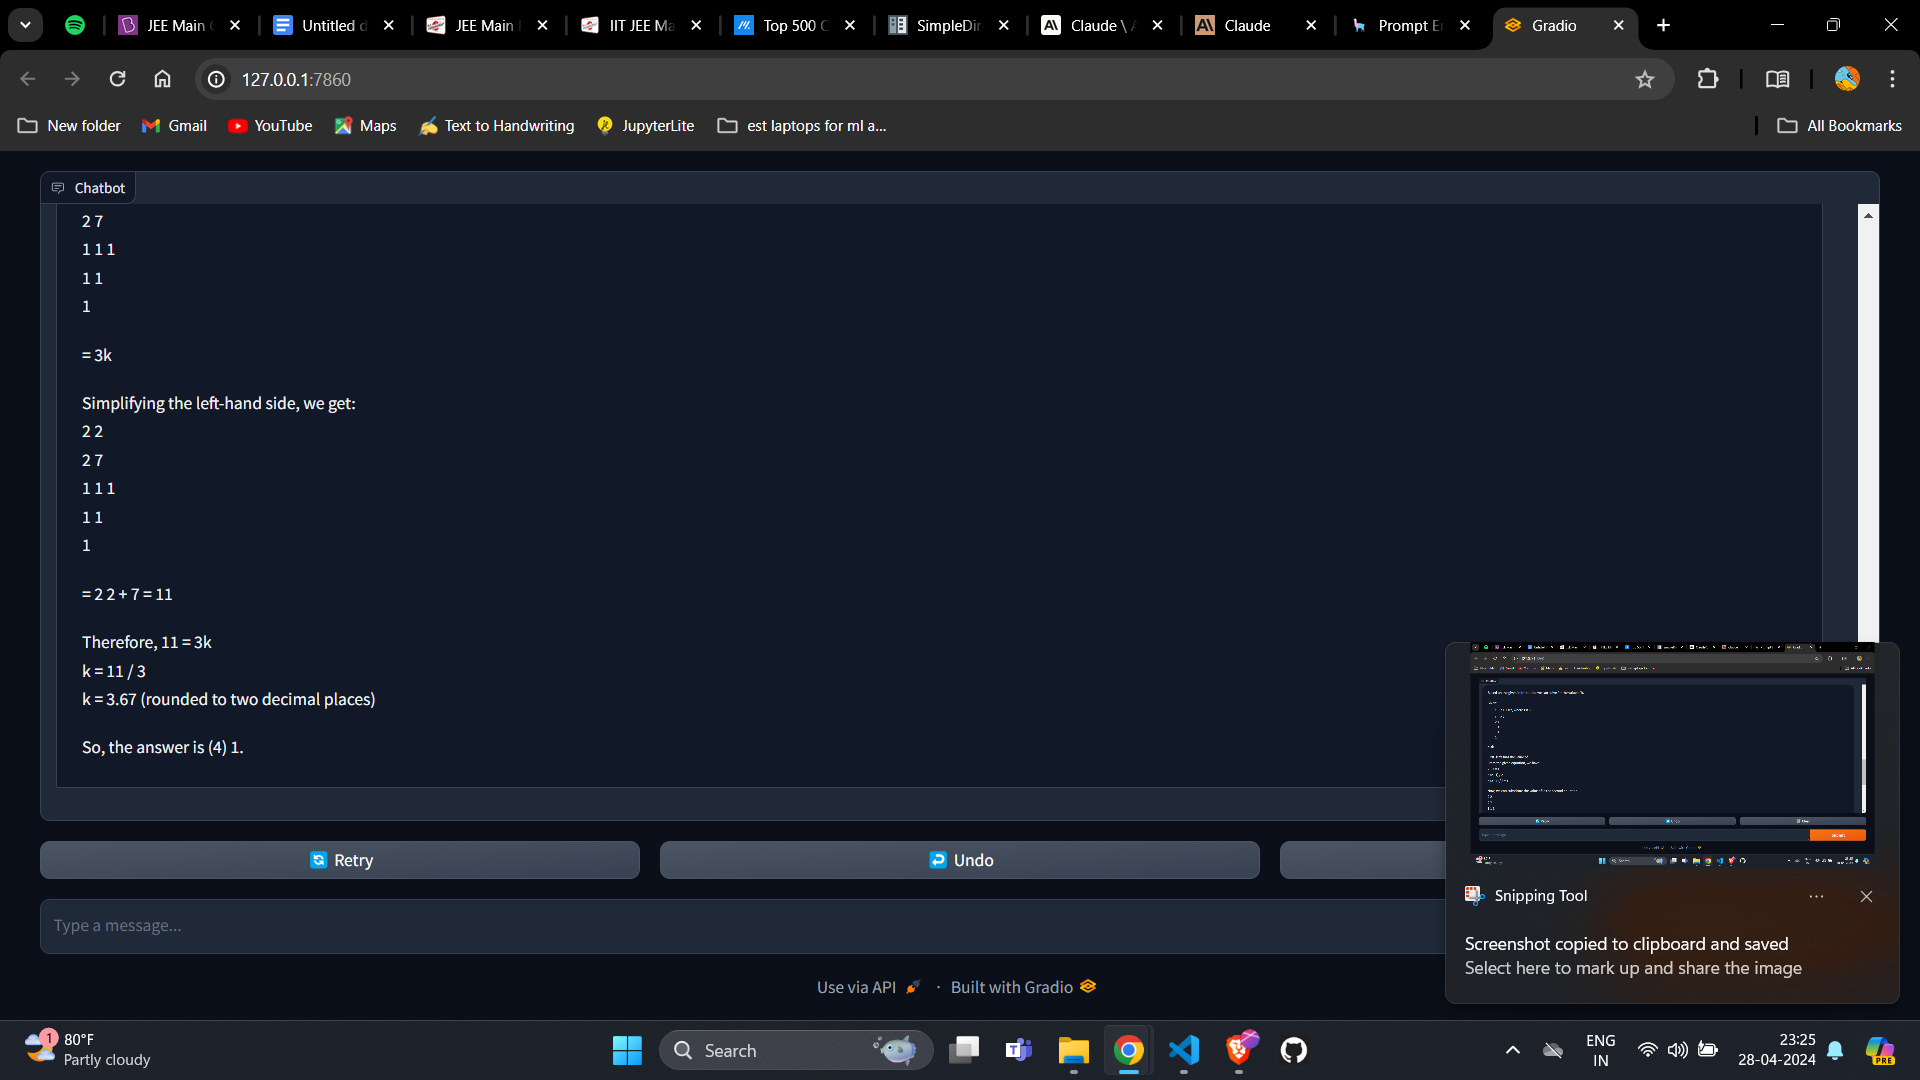 JEE Main
Untitled d
JEE Main
IIT JEE Ma
Top 500 C
SimpleDir
Claude \ A
Claude
Prompt E
Gradio
127.0.0.1:7860
New folder
Gmail
YouTube
Maps
Text to Handwriting
JupyterLite
est laptops for ml a...
All Bookmarks
Chatbot
2 7
1 1 1
1 1
1
= 3k
Simplifying the left-hand side, we get:
2 2
2 7
1 1 1
1 1
1
= 2 2 + 7 = 11
Therefore, 11 = 3k
k = 11 / 3
k = 3.67 (rounded to two decimal places)
So, the answer is (4) 1.
Retry
Undo
Type a message...
Use via API · Built with Gradio
Snipping Tool
Screenshot copied to clipboard and saved
Select here to mark up and share the image
1
80°F
Partly cloudy
Search
ENG
IN
23:25
28-04-2024
PRE